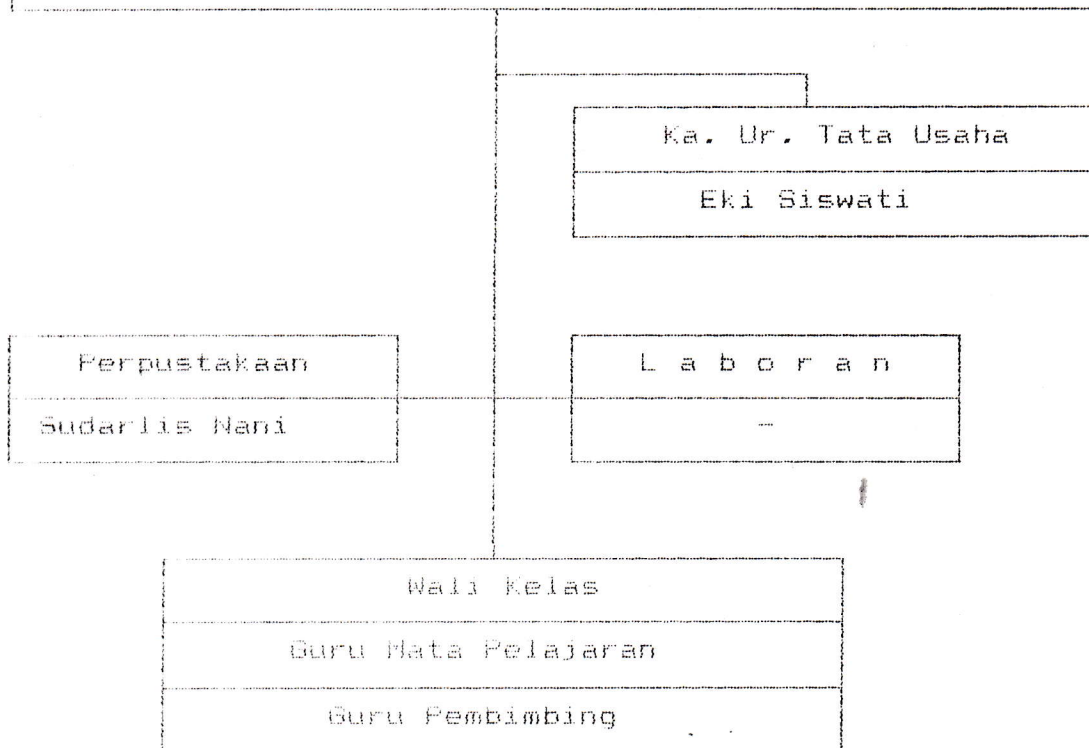 Ka. Ur. Tata Usaha
Eki Siswati
Perpustakaan
L a b o r a n
Sudarlis Nani
-
Wali Kelas
Guru Mata Pelajaran
Guru Pembimbing